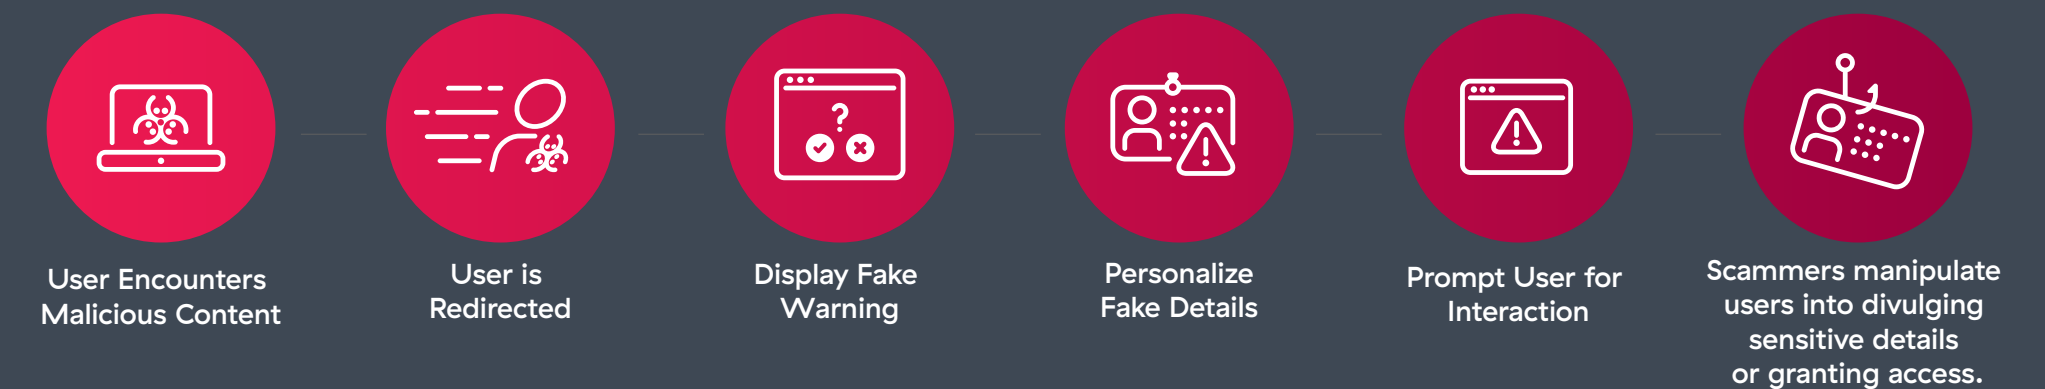 User Encounters
Malicious Content
User is
Redirected
Display Fake
Warning
Personalize
Fake Details
Prompt User for
Interaction
Scammers manipulate
users into divulging
sensitive details
or granting access.